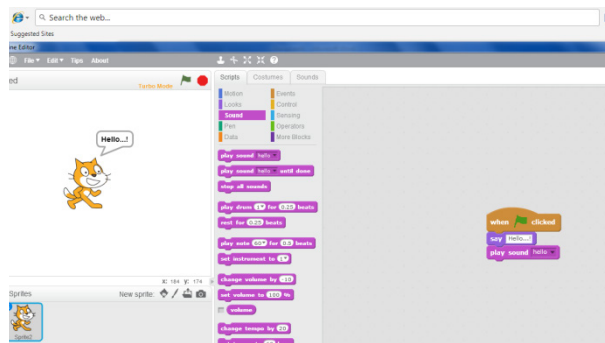 Search the web...
Suggested Sites
ine Editor
File Edit Tips About
ed
Turbo Mode
Scripts Costumes Sounds
Motion Events
Looks Control
Sound Sensing
Pen Operators
Data More Blocks
Hello...!
play sound hello
play sound hello until done
stop all sounds
play drum 1 for 0.25 beats
rest for 0.25 beats
play note 60 for 0.5 beats
set instrument to 1
change volume by -10
set volume to 100 %
volume
change tempo by 20
when clicked
say Hello...!
play sound hello
X: 184 Y: 174
Sprites New sprite:
Sprite2